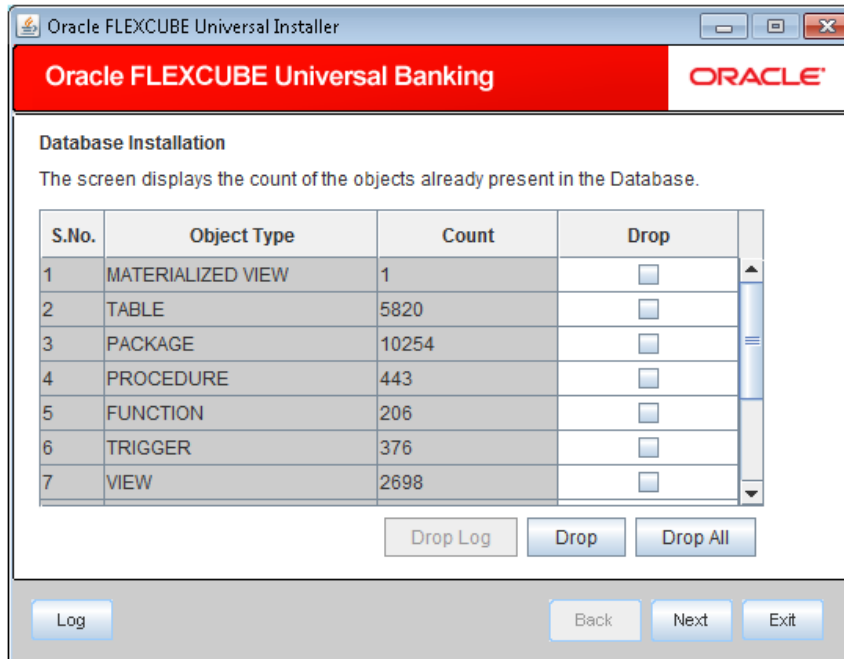 Oracle FLEXCUBE Universal Installer
Oracle FLEXCUBE Universal Banking
ORACLE
Database Installation
The screen displays the count of the objects already present in the Database.
S.No. Object Type Count Drop
1 MATERIALIZED VIEW 1
2 TABLE 5820
3 PACKAGE 10254
4 PROCEDURE 443
5 FUNCTION 206
6 TRIGGER 376
7 VIEW 2698
Drop Log Drop Drop All
Log Back Next Exit